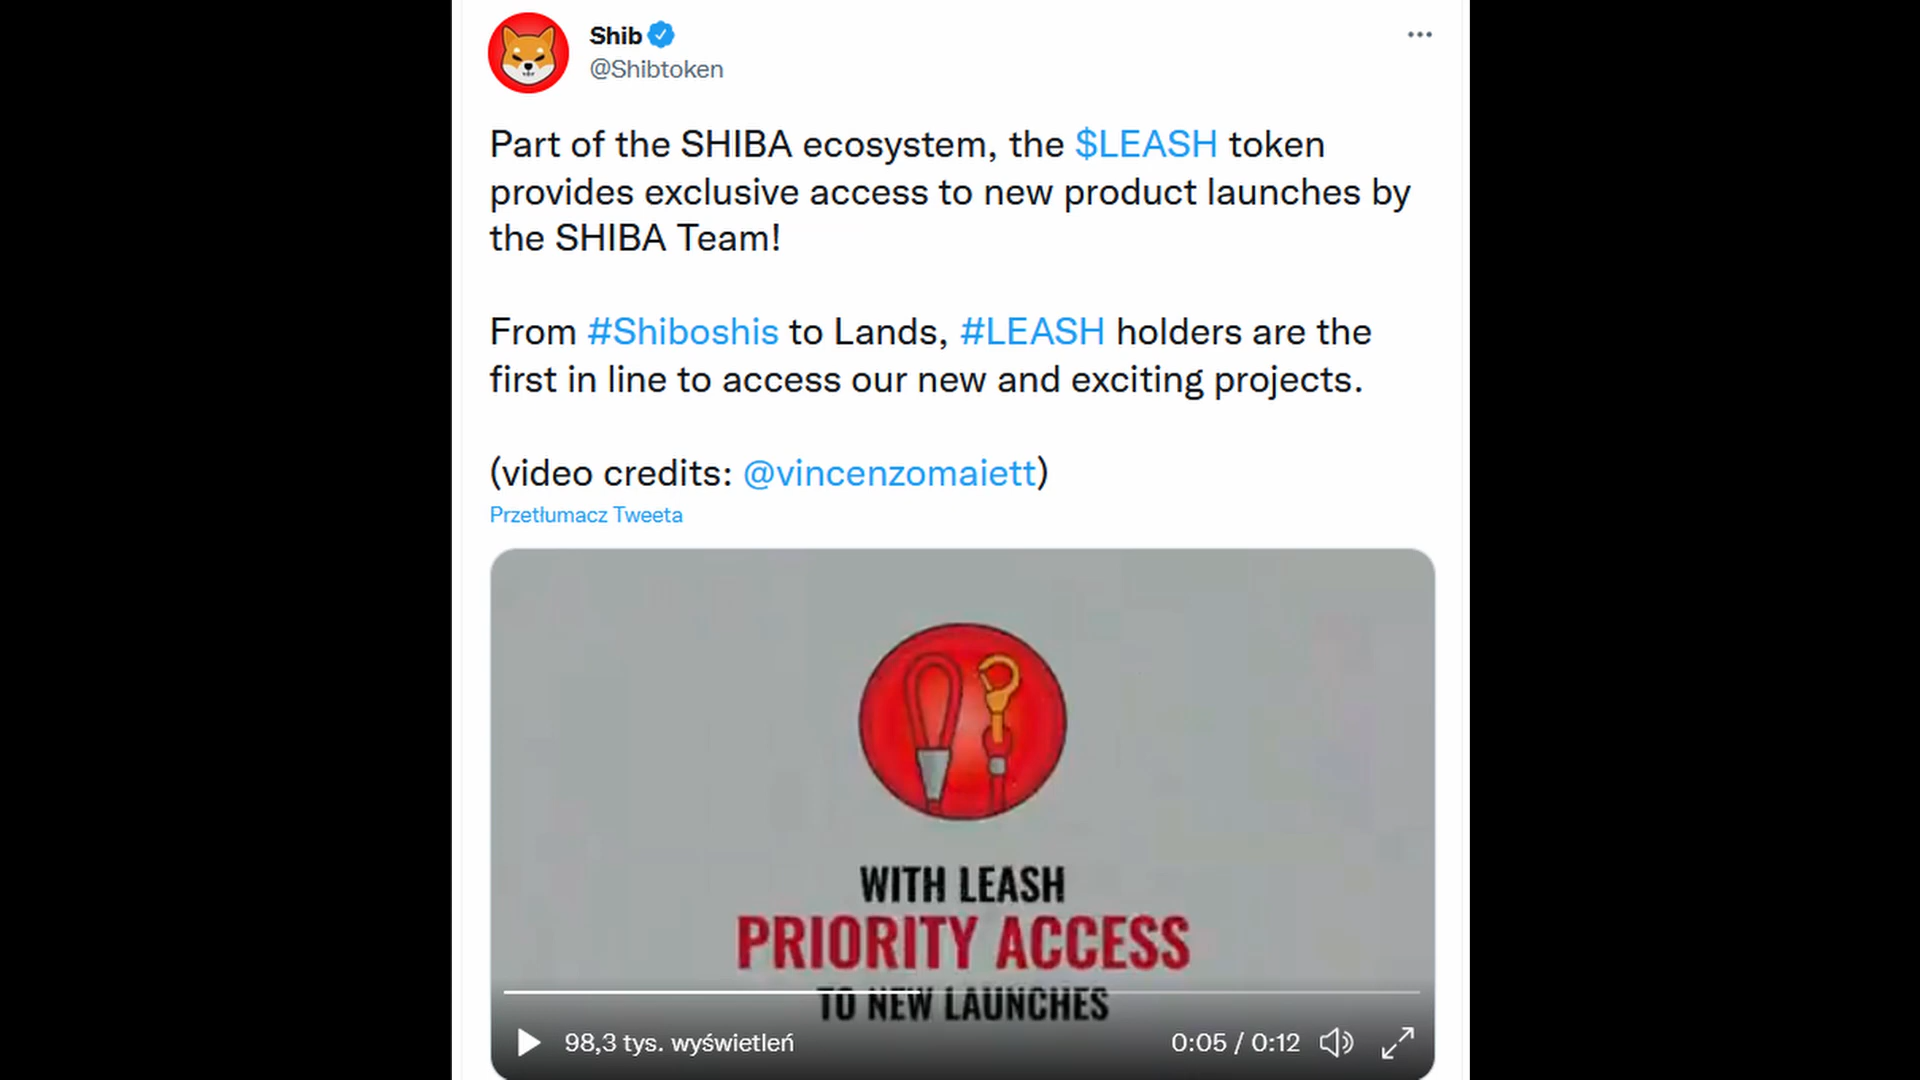 Shib
@Shibtoken
Part of the SHIBA ecosystem, the $LEASH token
provides exclusive access to new product launches by
the SHIBA Team!
From #Shiboshis to Lands, #LEASH holders are the
first in line to access our new and exciting projects.
(video credits: @vincenzomaiett)
Przetłumacz Tweeta
WITH LEASH
PRIORITY ACCESS
TO NEW LAUNCHES
98,3 tys. wyświetleń
0:05 / 0:12